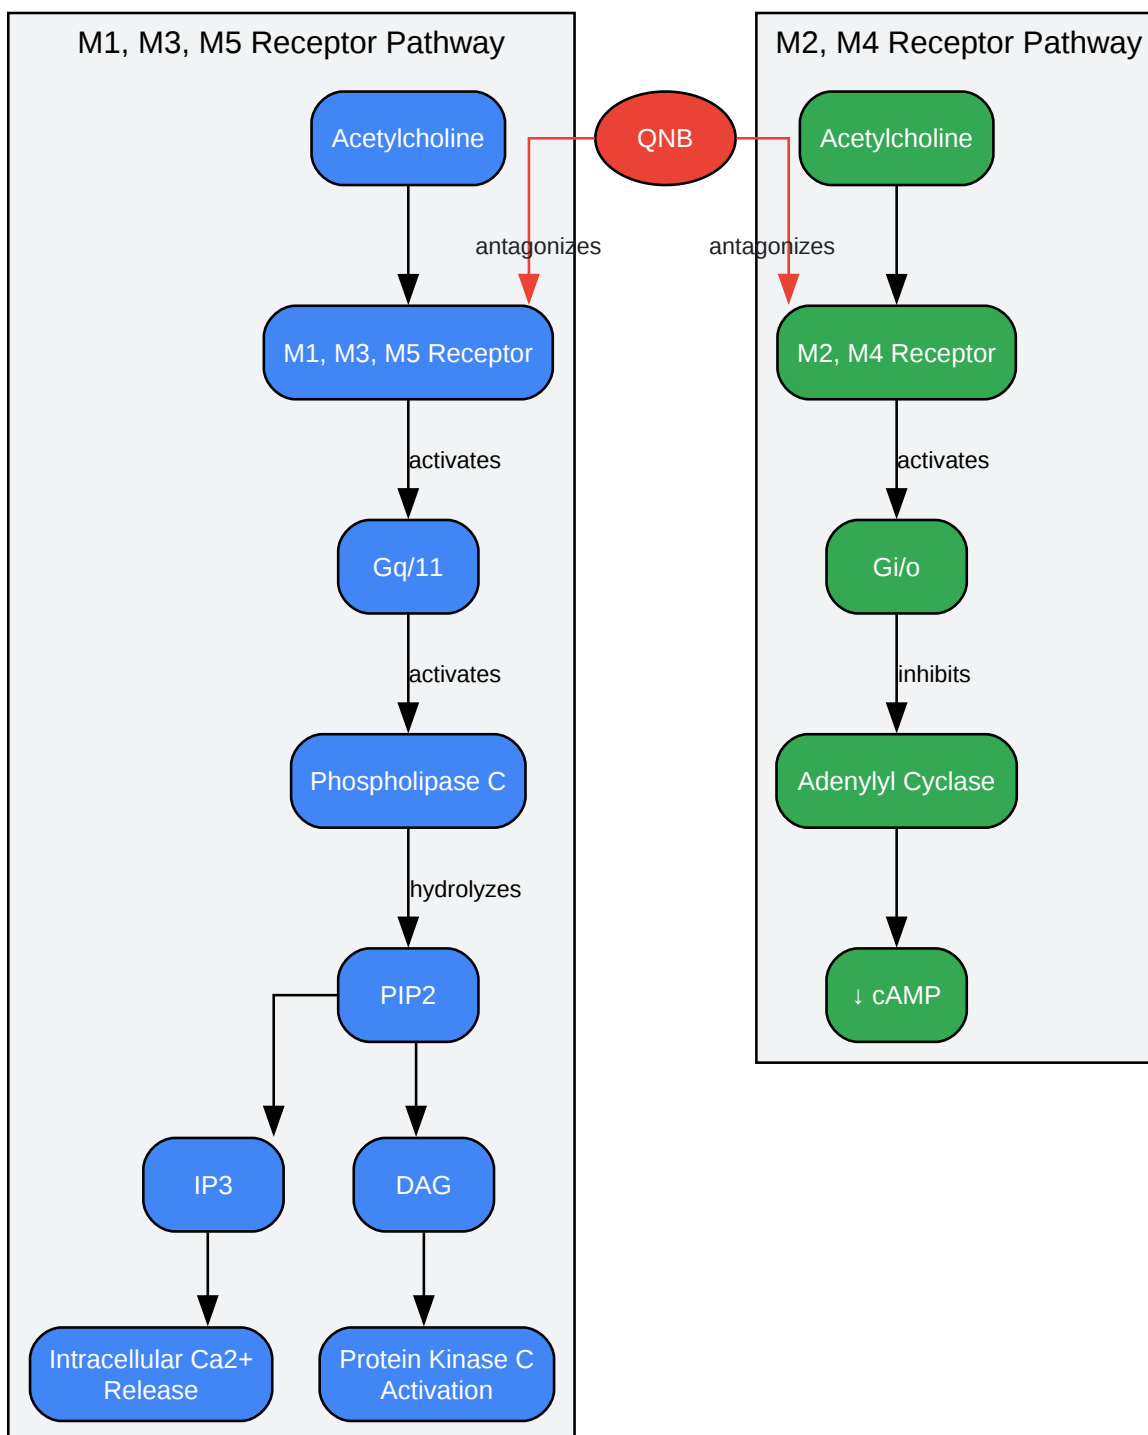 M1, M3, M5 Receptor Pathway
M2, M4 Receptor Pathway
Acetylcholine
QNB
Acetylcholine
antagonizes
antagonizes
M1, M3, M5 Receptor
M2, M4 Receptor
activates
activates
Gq/11
Gi/o
activates
inhibits
Phospholipase C
Adenylyl Cyclase
hydrolyzes
PIP2
↓ cAMP
IP3
DAG
Intracellular Ca2+
Release
Protein Kinase C
Activation